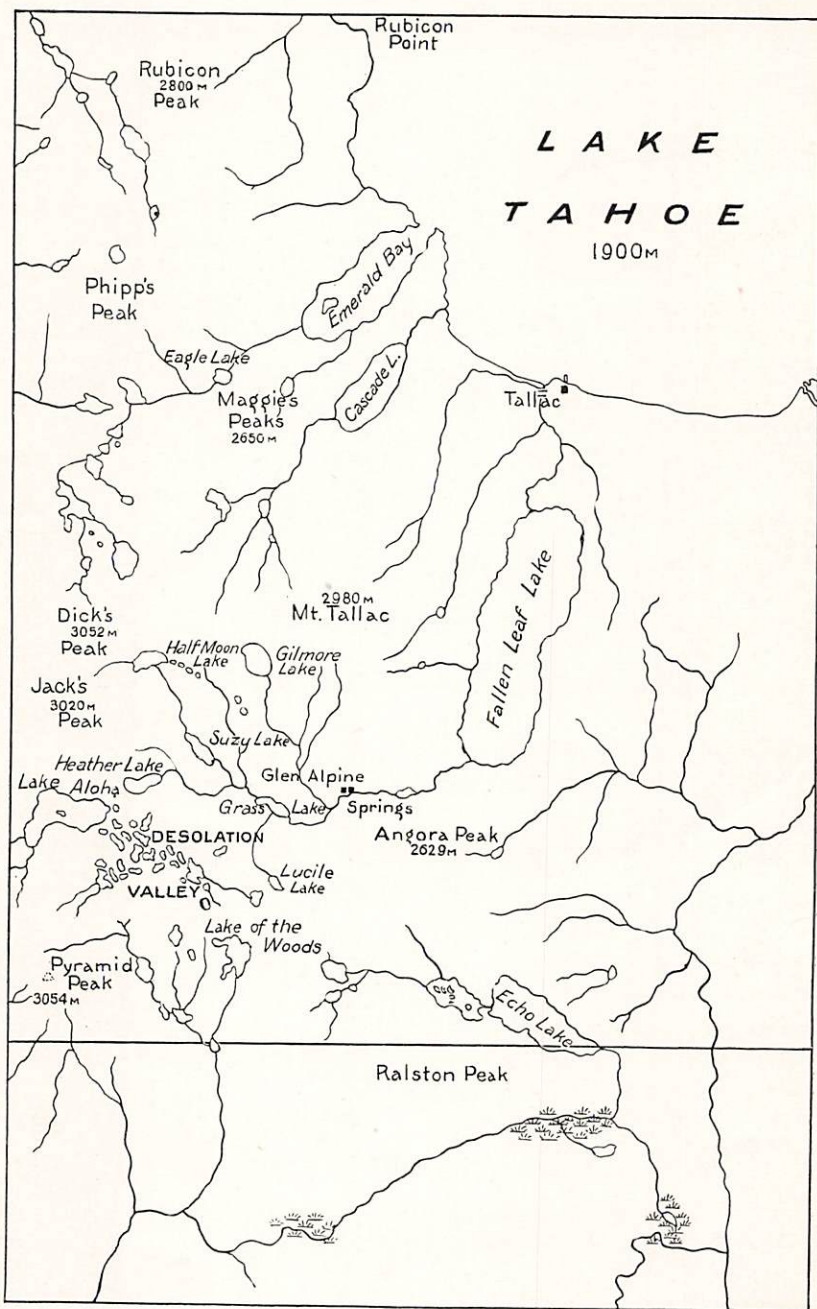 Rubicon
Point
Rubicon
2800 M
Peak
LAKE
TAHOE
1900M
Phipp's
Peak
Emerald Bay
Eagle Lake
Cascade L.
Maggie's
Peaks
2650 M
Tallac
2980 M
Mt. Tallac
Fallen Leaf Lake
Dick's
3052 M
Peak
Half Moon
Lake
Gilmore
Lake
Jack's
3020 M
Peak
Suzy Lake
Heather Lake
Glen Alpine
Springs
Lake
Aloha
Grass Lake
DESOLATION
VALLEY
Angora Peak
2629 M
Lucile
Lake
Lake of the
Woods
Pyramid
Peak
3054 M
Echo Lake
Ralston Peak